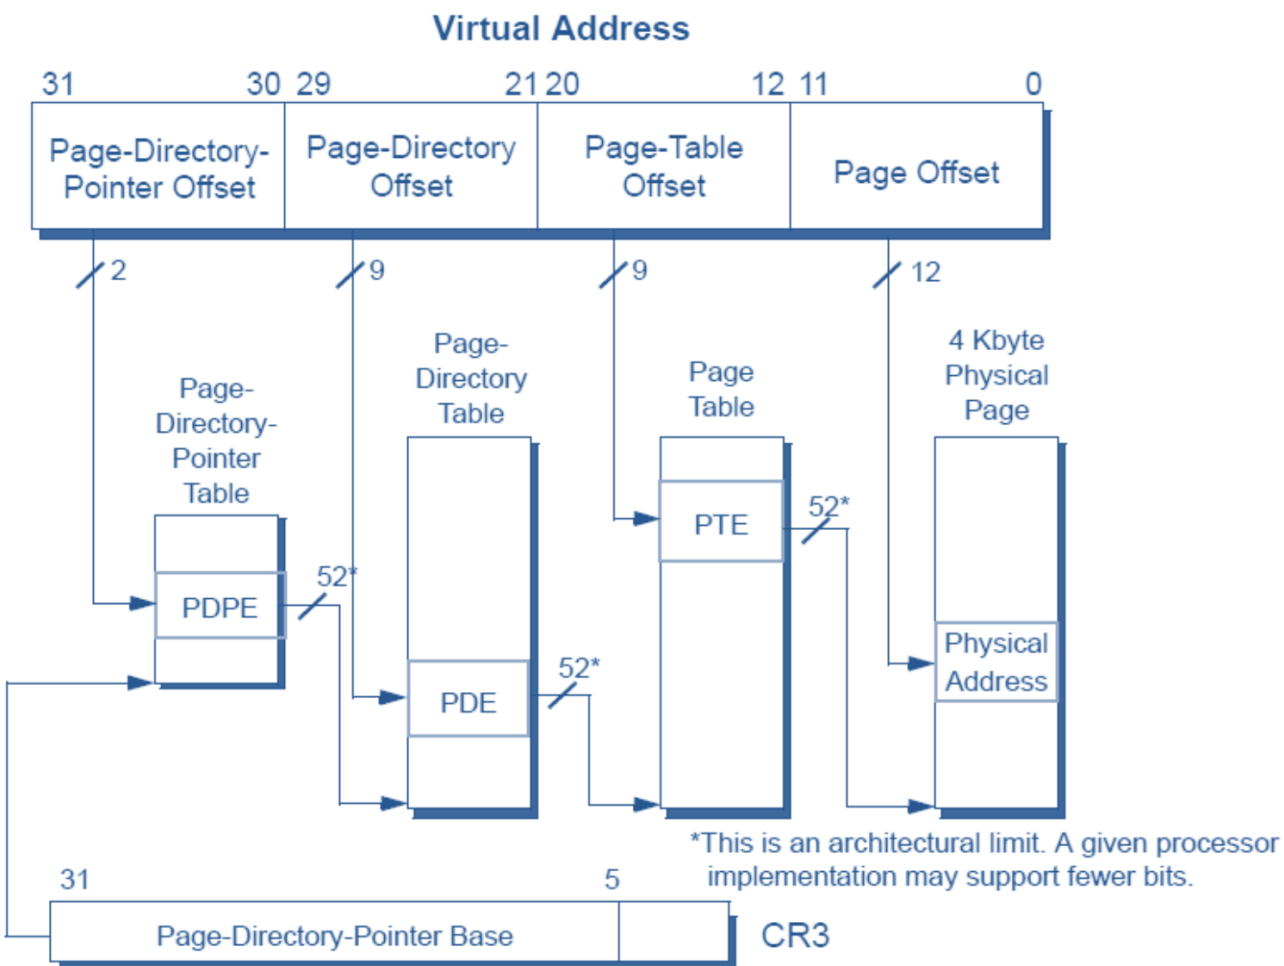 Virtual Address
31 30 29 21 20 12 11 0
Page-Directory-
Pointer Offset
Page-Directory
Offset
Page-Table
Offset
Page Offset
2
9
9
12
Page-
Directory-
Pointer
Table
Page-
Directory
Table
Page
Table
4 Kbyte
Physical
Page
PDPE
52*
PDE
52*
PTE
52*
Physical
Address
*This is an architectural limit. A given processor
implementation may support fewer bits.
31 5
Page-Directory-Pointer Base
CR3